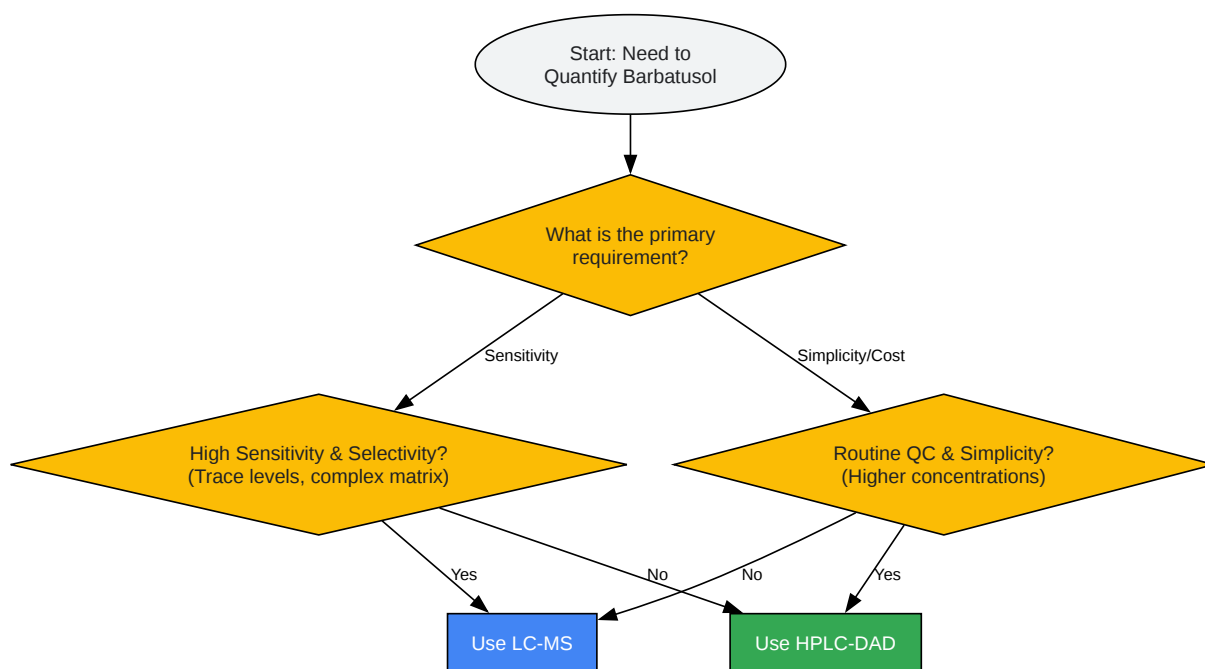 Start: Need to
Quantify Barbatusol
What is the primary
requirement?
Sensitivity
Simplicity/Cost
High Sensitivity & Selectivity?
(Trace levels, complex matrix)
Routine QC & Simplicity?
(Higher concentrations)
Yes
No
No
Yes
Use LC-MS
Use HPLC-DAD